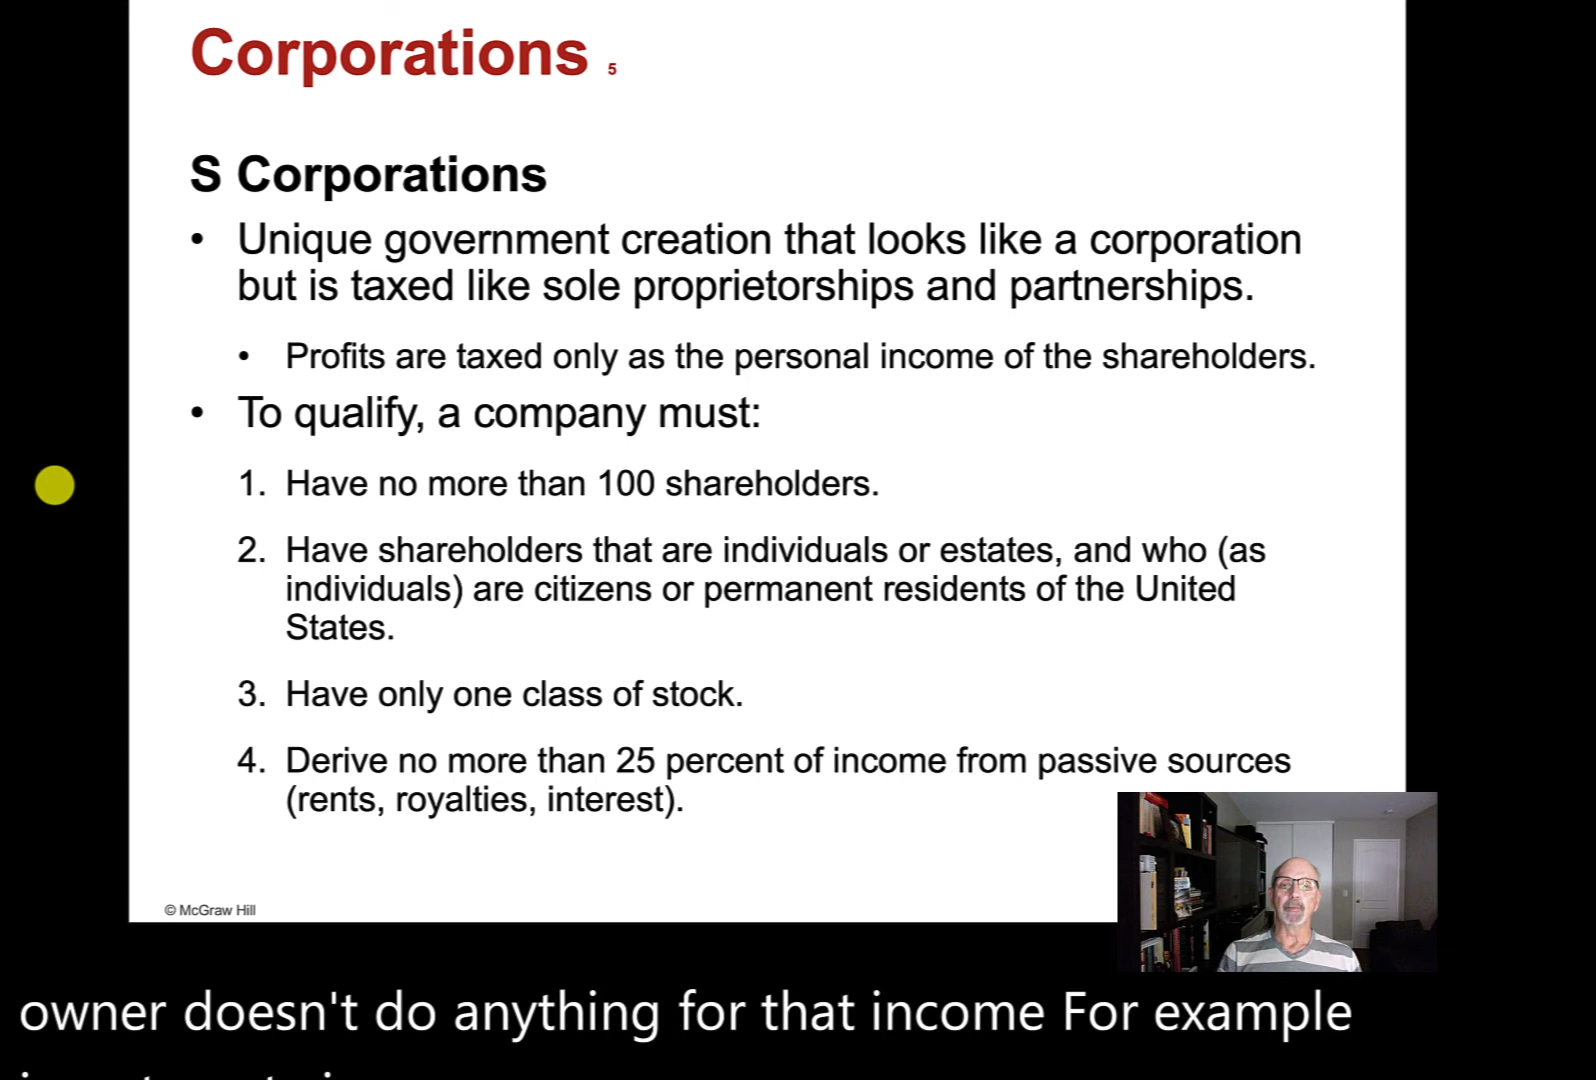 Corporations 5
S Corporations
• Unique government creation that looks like a corporation
but is taxed like sole proprietorships and partnerships.
• Profits are taxed only as the personal income of the shareholders.
• To qualify, a company must:
1. Have no more than 100 shareholders.
2. Have shareholders that are individuals or estates, and who (as
individuals) are citizens or permanent residents of the United
States.
3. Have only one class of stock.
4. Derive no more than 25 percent of income from passive sources
(rents, royalties, interest).
© McGraw Hill
owner doesn't do anything for that income For example